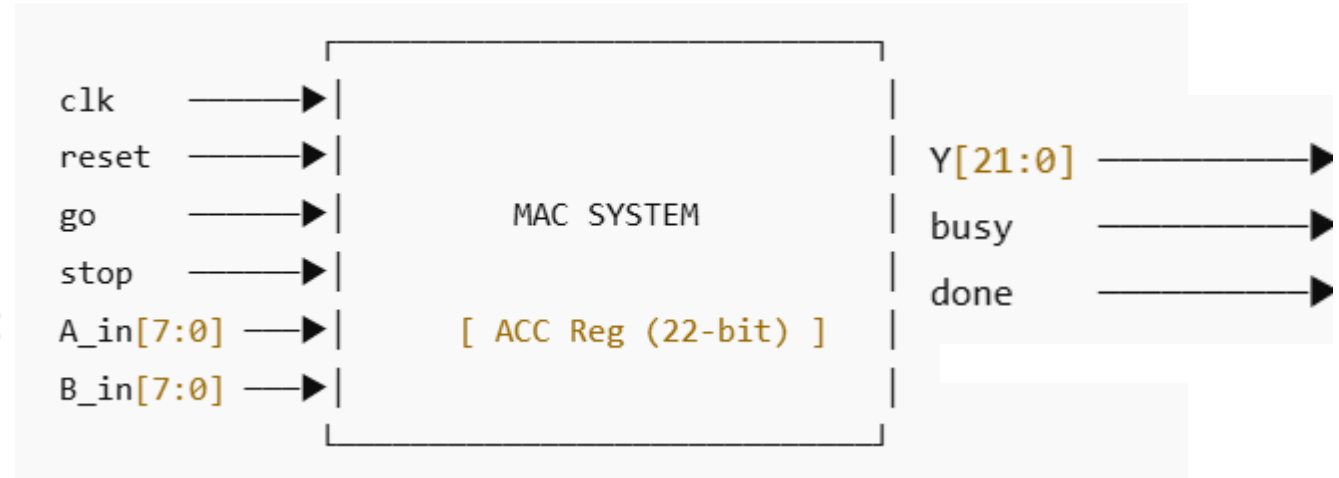 clk
reset
go
stop
A_in[7:0]
B_in[7:0]
MAC SYSTEM
[ ACC Reg (22-bit) ]
Y[21:0]
busy
done